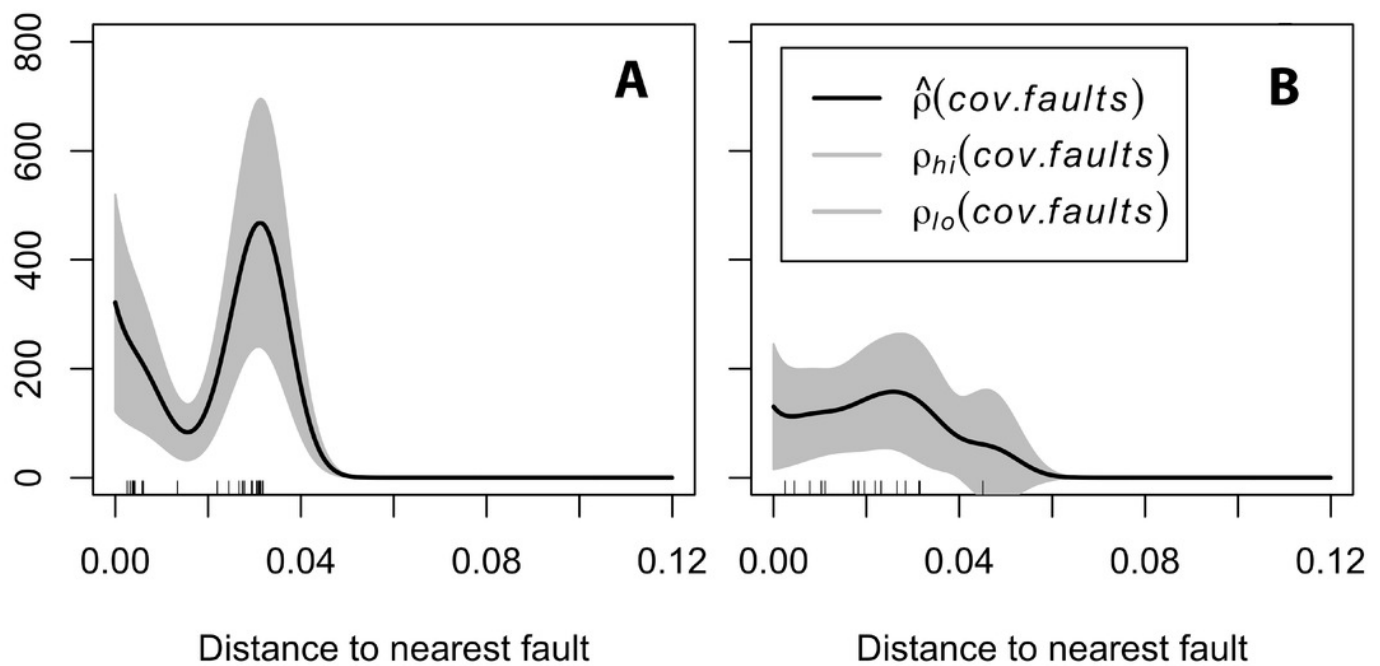 800
600
400
200
0
A
B
ρ̂(cov.faults)
ρhi(cov.faults)
ρlo(cov.faults)
0.00 0.04 0.08 0.12
0.00 0.04 0.08 0.12
Distance to nearest fault
Distance to nearest fault